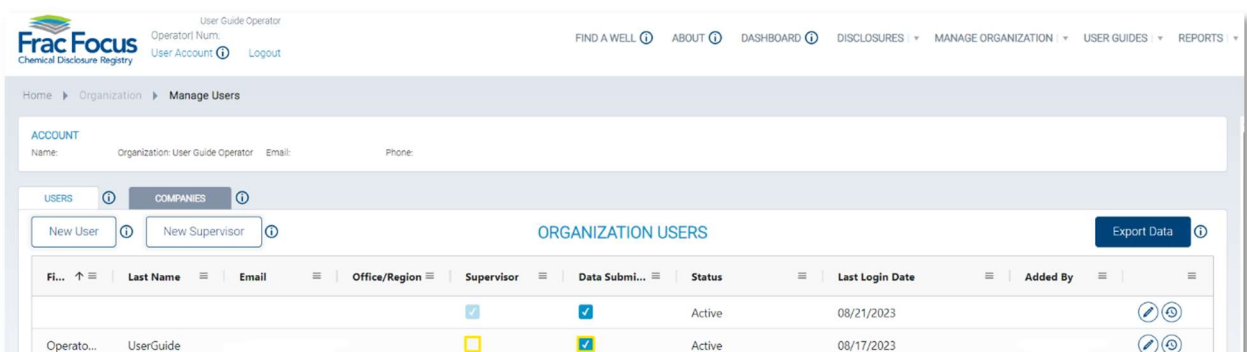 User Guide Operator
Frac Focus
Chemical Disclosure Registry
Operator| Num:
User Account Logout
FIND A WELL ABOUT DASHBOARD DISCLOSURES MANAGE ORGANIZATION USER GUIDES REPORTS
Home Organization Manage Users
ACCOUNT
Name: Organization: User Guide Operator Email: Phone:
USERS COMPANIES
New User New Supervisor ORGANIZATION USERS Export Data
Fi... Last Name Email Office/Region Supervisor Data Submi... Status Last Login Date Added By
Active 08/21/2023
Operato... UserGuide Active 08/17/2023